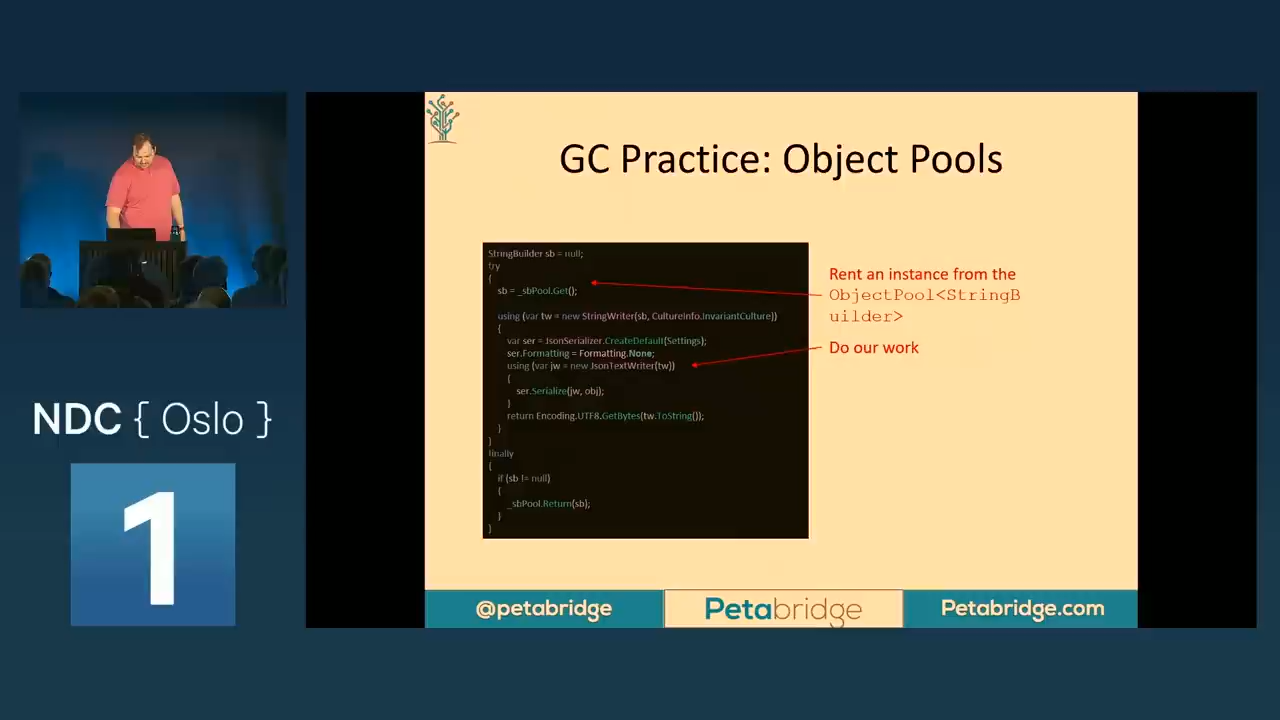 GC Practice: Object Pools
StringBuilder sb = null;
try
{
sb = _sbPool.Get();
using (var tw = new StringWriter(sb, CultureInfo.InvariantCulture))
{
var ser = JsonSerializer.CreateDefault(Settings);
ser.Formatting = Formatting.None;
using (var jw = new JsonTextWriter(tw))
{
ser.Serialize(jw, obj);
}
return Encoding.UTF8.GetBytes(tw.ToString());
}
}
finally
{
if (sb != null)
{
_sbPool.Return(sb);
}
}
Rent an instance from the
ObjectPool<StringB
uilder>
Do our work
NDC { Oslo }
1
@petabridge
Petabridge
Petabridge.com